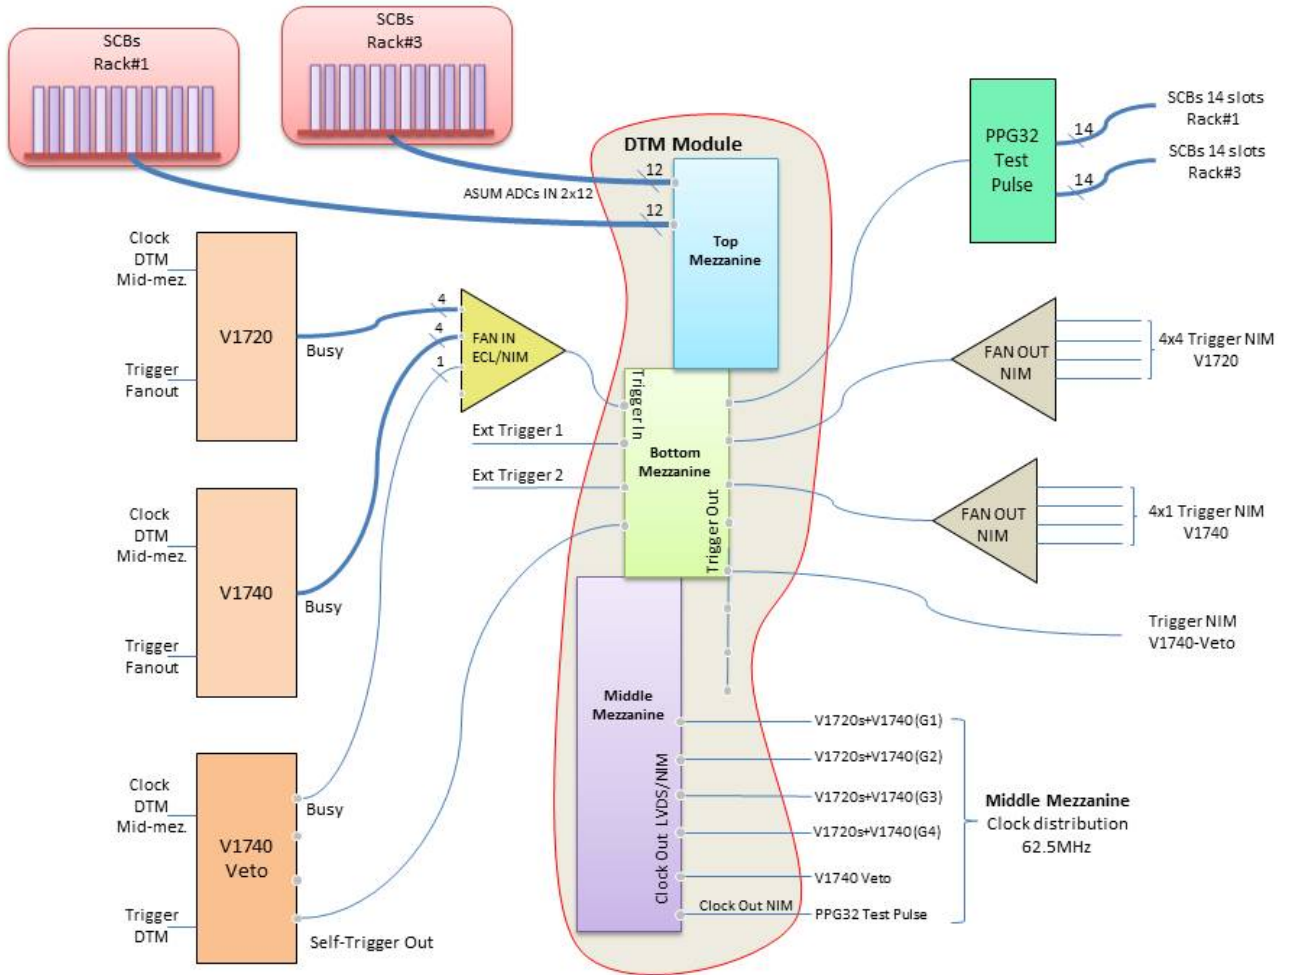 SCBs
Rack#1
SCBs
Rack#3
DTM Module
12
12
ASUM ADCs IN 2x12
Top
Mezzanine
PPG32
Test
Pulse
14
14
SCBs 14 slots
Rack#1
SCBs 14 slots
Rack#3
Clock
DTM
Mid-mez.
V1720
Busy
Trigger
Fanout
4
4
1
FAN IN
ECL/NIM
Trigger In
Ext Trigger 1
Ext Trigger 2
Bottom
Mezzanine
Trigger Out
FAN OUT
NIM
4x4 Trigger NIM
V1720
FAN OUT
NIM
4x1 Trigger NIM
V1740
Trigger NIM
V1740-Veto
Clock
DTM
Mid-mez.
V1740
Busy
Trigger
Fanout
Clock
DTM
Mid-mez.
V1740
Veto
Busy
Trigger
DTM
Self-Trigger Out
Middle
Mezzanine
Clock Out LVDS/NIM
Clock Out NIM
V1720s+V1740(G1)
V1720s+V1740(G2)
V1720s+V1740(G3)
V1720s+V1740(G4)
V1740 Veto
PPG32 Test Pulse
Middle Mezzanine
Clock distribution
62.5MHz